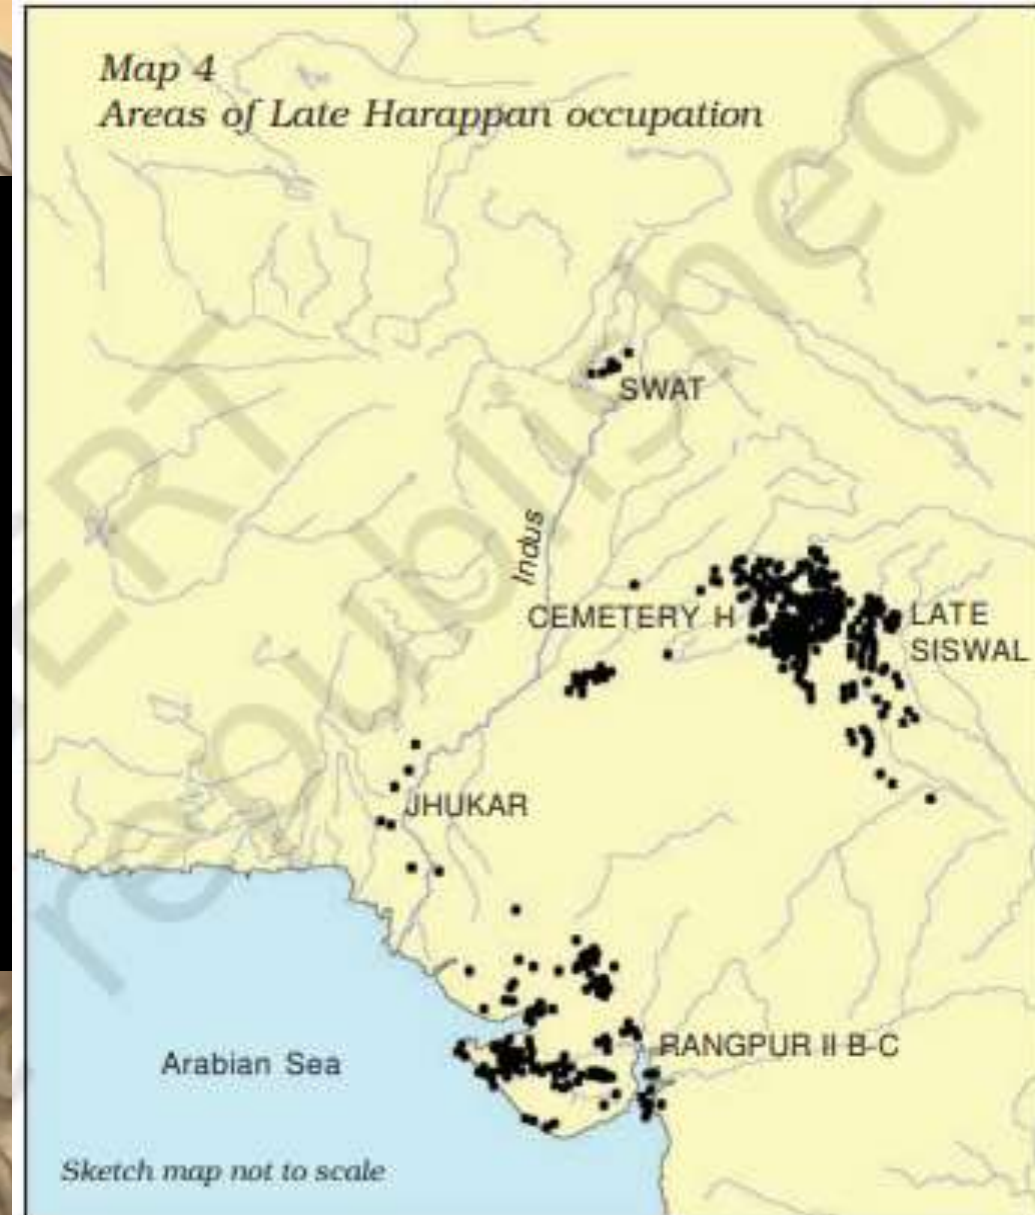 Map 4
Areas of Late Harappan occupation
SWAT
Indus
CEMETERY H
LATE
SISWAL
JHUKAR
RANGPUR II B-C
Arabian Sea
Sketch map not to scale
republished